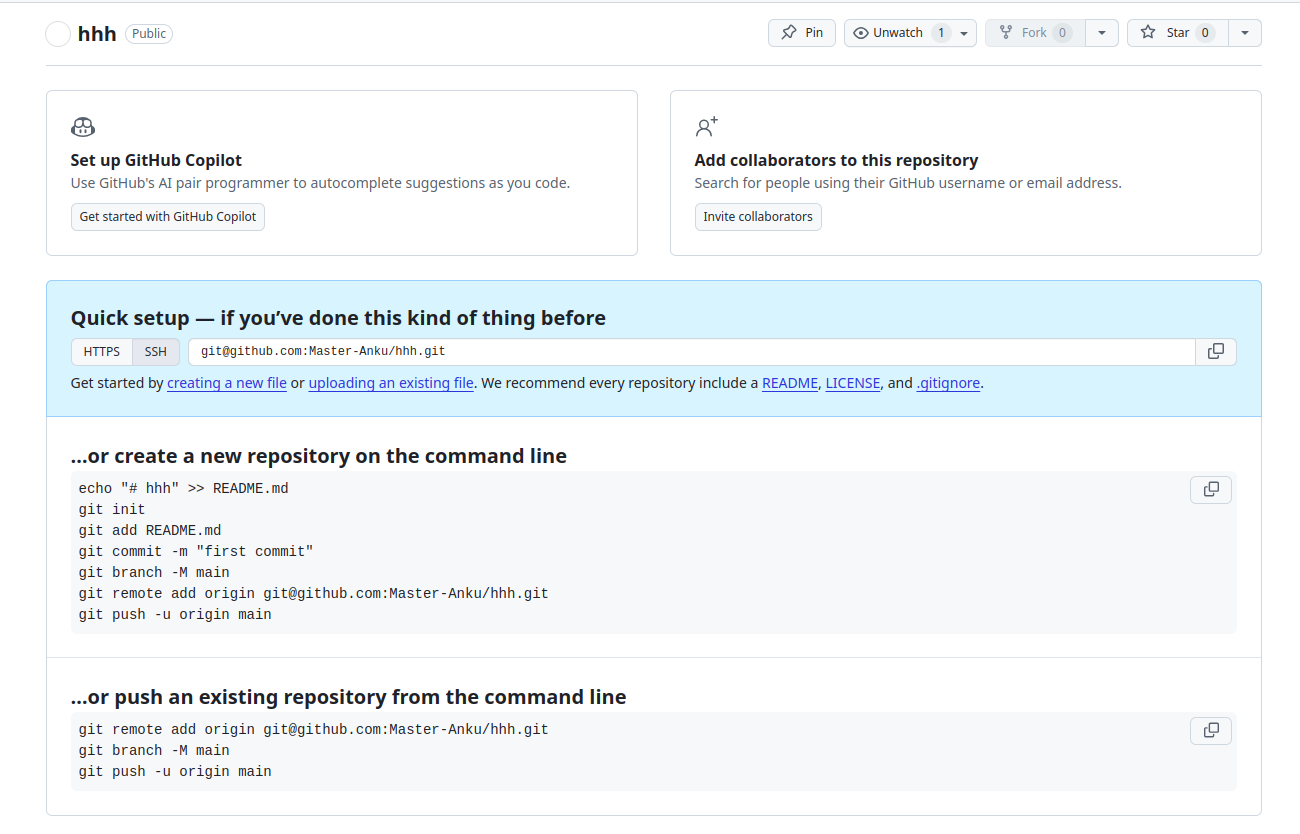 hhh Public Pin Unwatch 1 Fork 0 Star 0
Set up GitHub Copilot
Use GitHub's AI pair programmer to autocomplete suggestions as you code.
Get started with GitHub Copilot
Add collaborators to this repository
Search for people using their GitHub username or email address.
Invite collaborators
Quick setup — if you’ve done this kind of thing before
HTTPS SSH git@github.com:Master-Anku/hhh.git
Get started by creating a new file or uploading an existing file. We recommend every repository include a README, LICENSE, and .gitignore.
…or create a new repository on the command line
echo "# hhh" >> README.md
git init
git add README.md
git commit -m "first commit"
git branch -M main
git remote add origin git@github.com:Master-Anku/hhh.git
git push -u origin main
…or push an existing repository from the command line
git remote add origin git@github.com:Master-Anku/hhh.git
git branch -M main
git push -u origin main